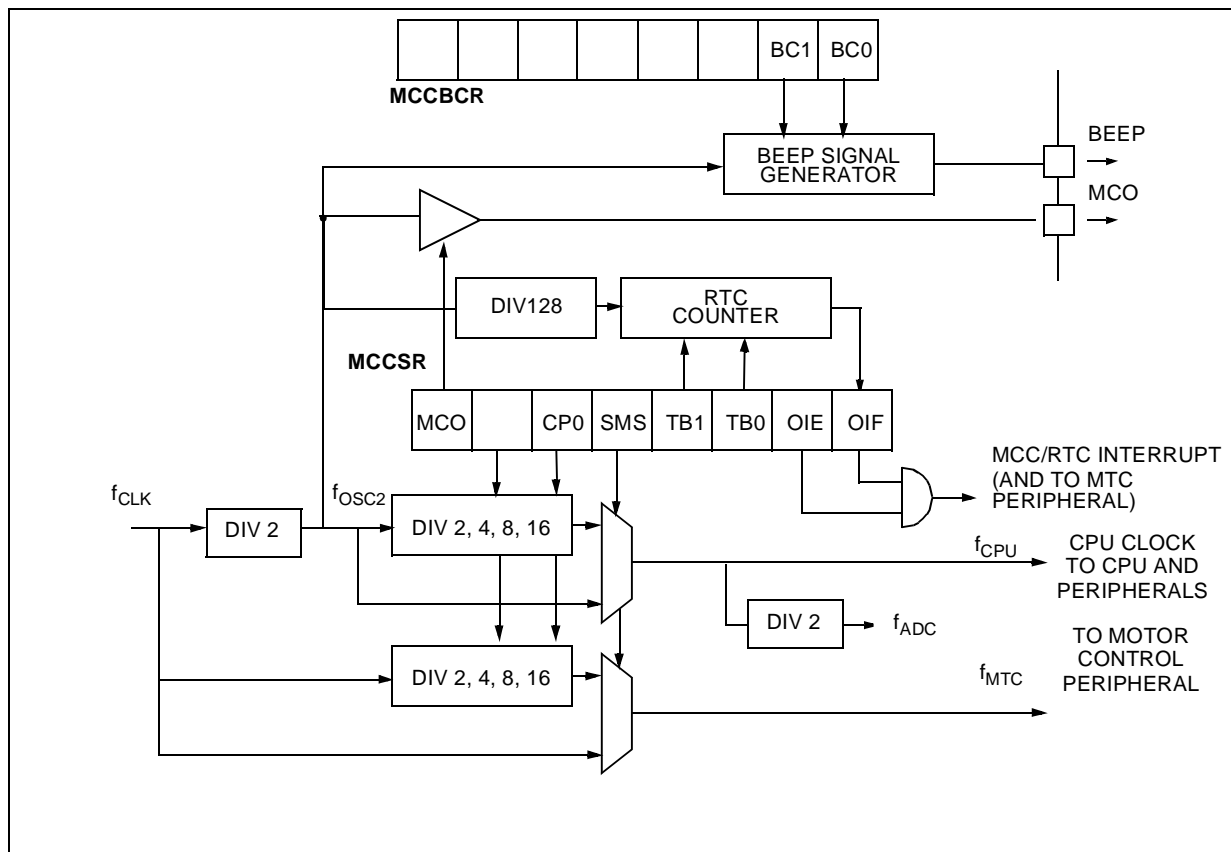 BC1 BC0
MCCBCR
BEEP
BEEP SIGNAL
GENERATOR
MCO
DIV128
RTC
COUNTER
MCCSR
MCO CP0 SMS TB1 TB0 OIE OIF
MCC/RTC INTERRUPT
(AND TO MTC
PERIPHERAL)
fCLK
fOSC2
DIV 2
DIV 2, 4, 8, 16
fCPU
CPU CLOCK
TO CPU AND
PERIPHERALS
DIV 2
fADC
TO MOTOR
CONTROL
PERIPHERAL
DIV 2, 4, 8, 16
fMTC